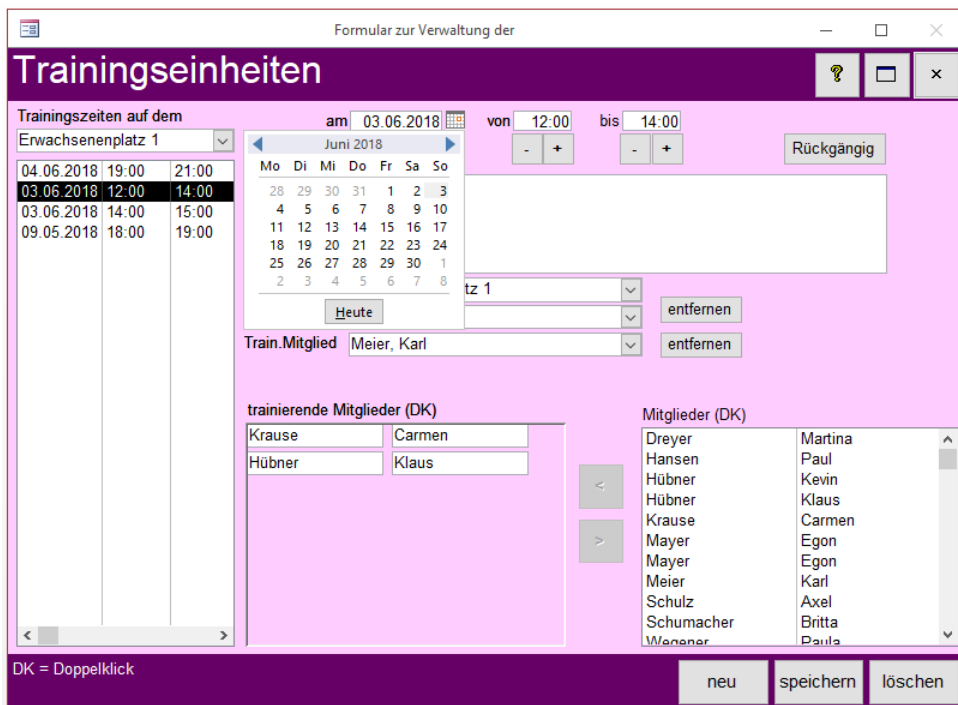 Formular zur Verwaltung der
Trainingseinheiten
?
Trainingszeiten auf dem
Erwachsenenplatz 1
am 03.06.2018 von 12:00 bis 14:00
- + - +
Rückgängig
04.06.2018 19:00 21:00
03.06.2018 12:00 14:00
03.06.2018 14:00 15:00
09.05.2018 18:00 19:00
Juni 2018
Mo Di Mi Do Fr Sa So
28 29 30 31 1 2 3
4 5 6 7 8 9 10
11 12 13 14 15 16 17
18 19 20 21 22 23 24
25 26 27 28 29 30 1
2 3 4 5 6 7 8
Heute
tz 1
entfernen
Train.Mitglied Meier, Karl entfernen
trainierende Mitglieder (DK)
Krause Carmen
Hübner Klaus
<
>
Mitglieder (DK)
Dreyer Martina
Hansen Paul
Hübner Kevin
Hübner Klaus
Krause Carmen
Mayer Egon
Mayer Egon
Meier Karl
Schulz Axel
Schumacher Britta
Wegener Paula
DK = Doppelklick
neu speichern löschen